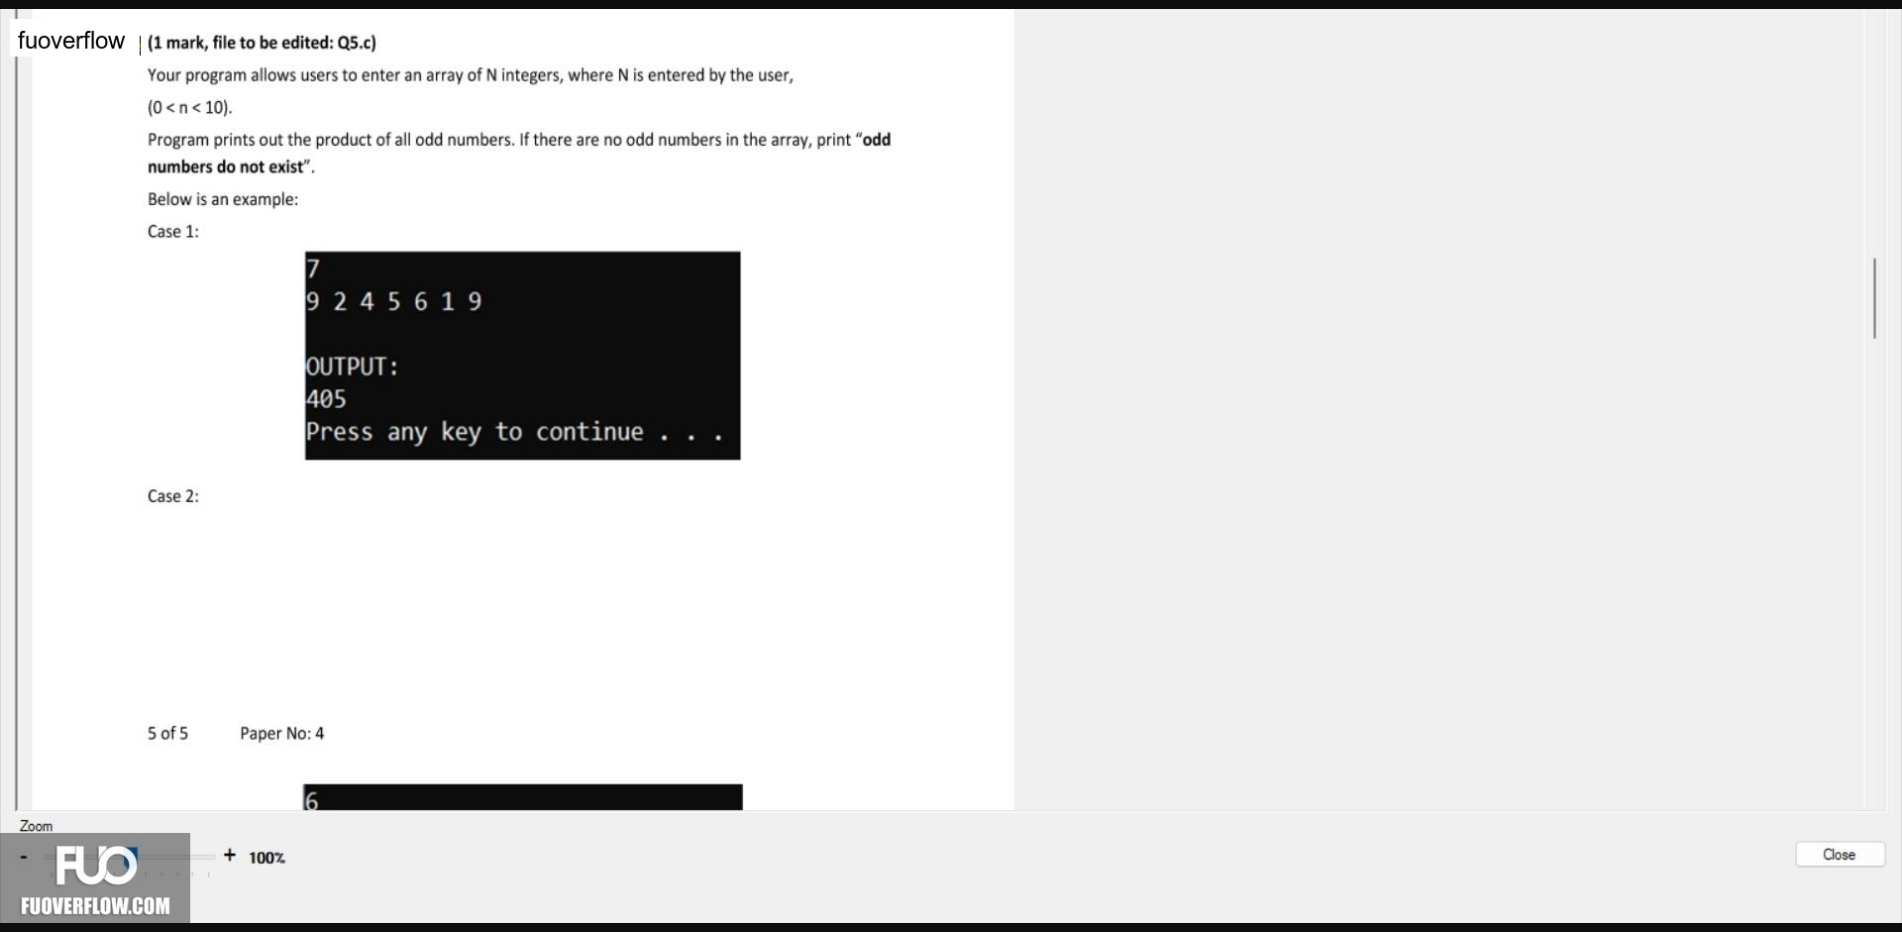 fuoverflow
(1 mark, file to be edited: Q5.c)
Your program allows users to enter an array of N integers, where N is entered by the user,
(0 < n < 10).
Program prints out the product of all odd numbers. If there are no odd numbers in the array, print “odd
numbers do not exist”.
Below is an example:
Case 1:
7
9 2 4 5 6 1 9
OUTPUT:
405
Press any key to continue . . .
Case 2:
5 of 5 Paper No: 4
6
Zoom
- + 100%
Close
FUO
FUOVERFLOW.COM